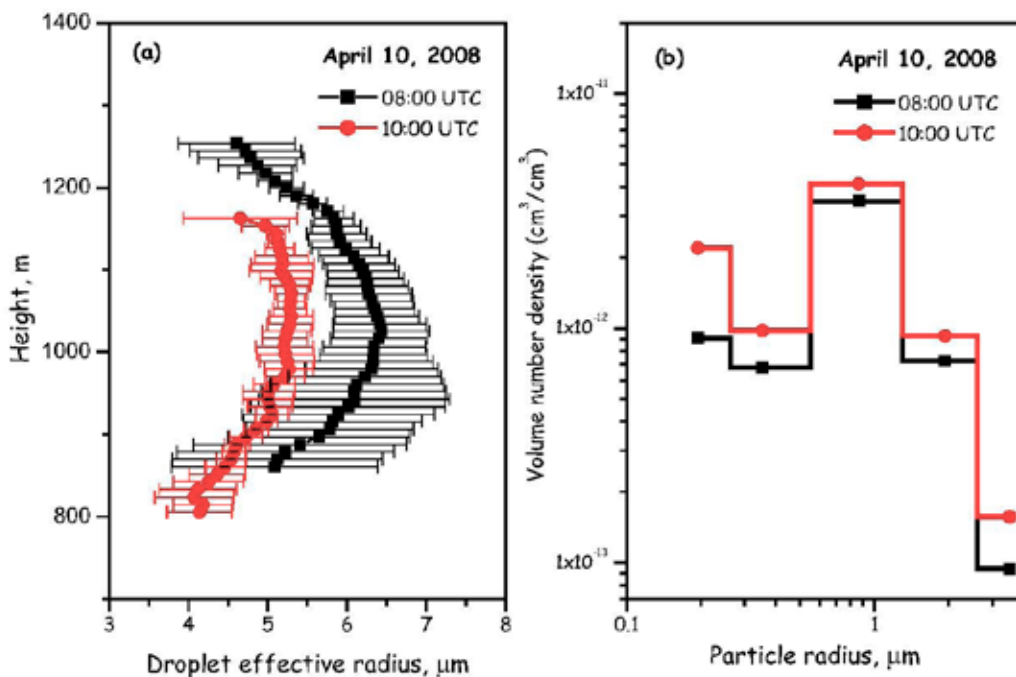 (a) April 10, 2008
08:00 UTC
10:00 UTC
Height, m
1400
1200
1000
800
3 4 5 6 7 8
Droplet effective radius, μm
(b) April 10, 2008
08:00 UTC
10:00 UTC
Volume number density (cm³/cm³)
1x10⁻¹¹
1x10⁻¹²
1x10⁻¹³
0.1 1
Particle radius, μm